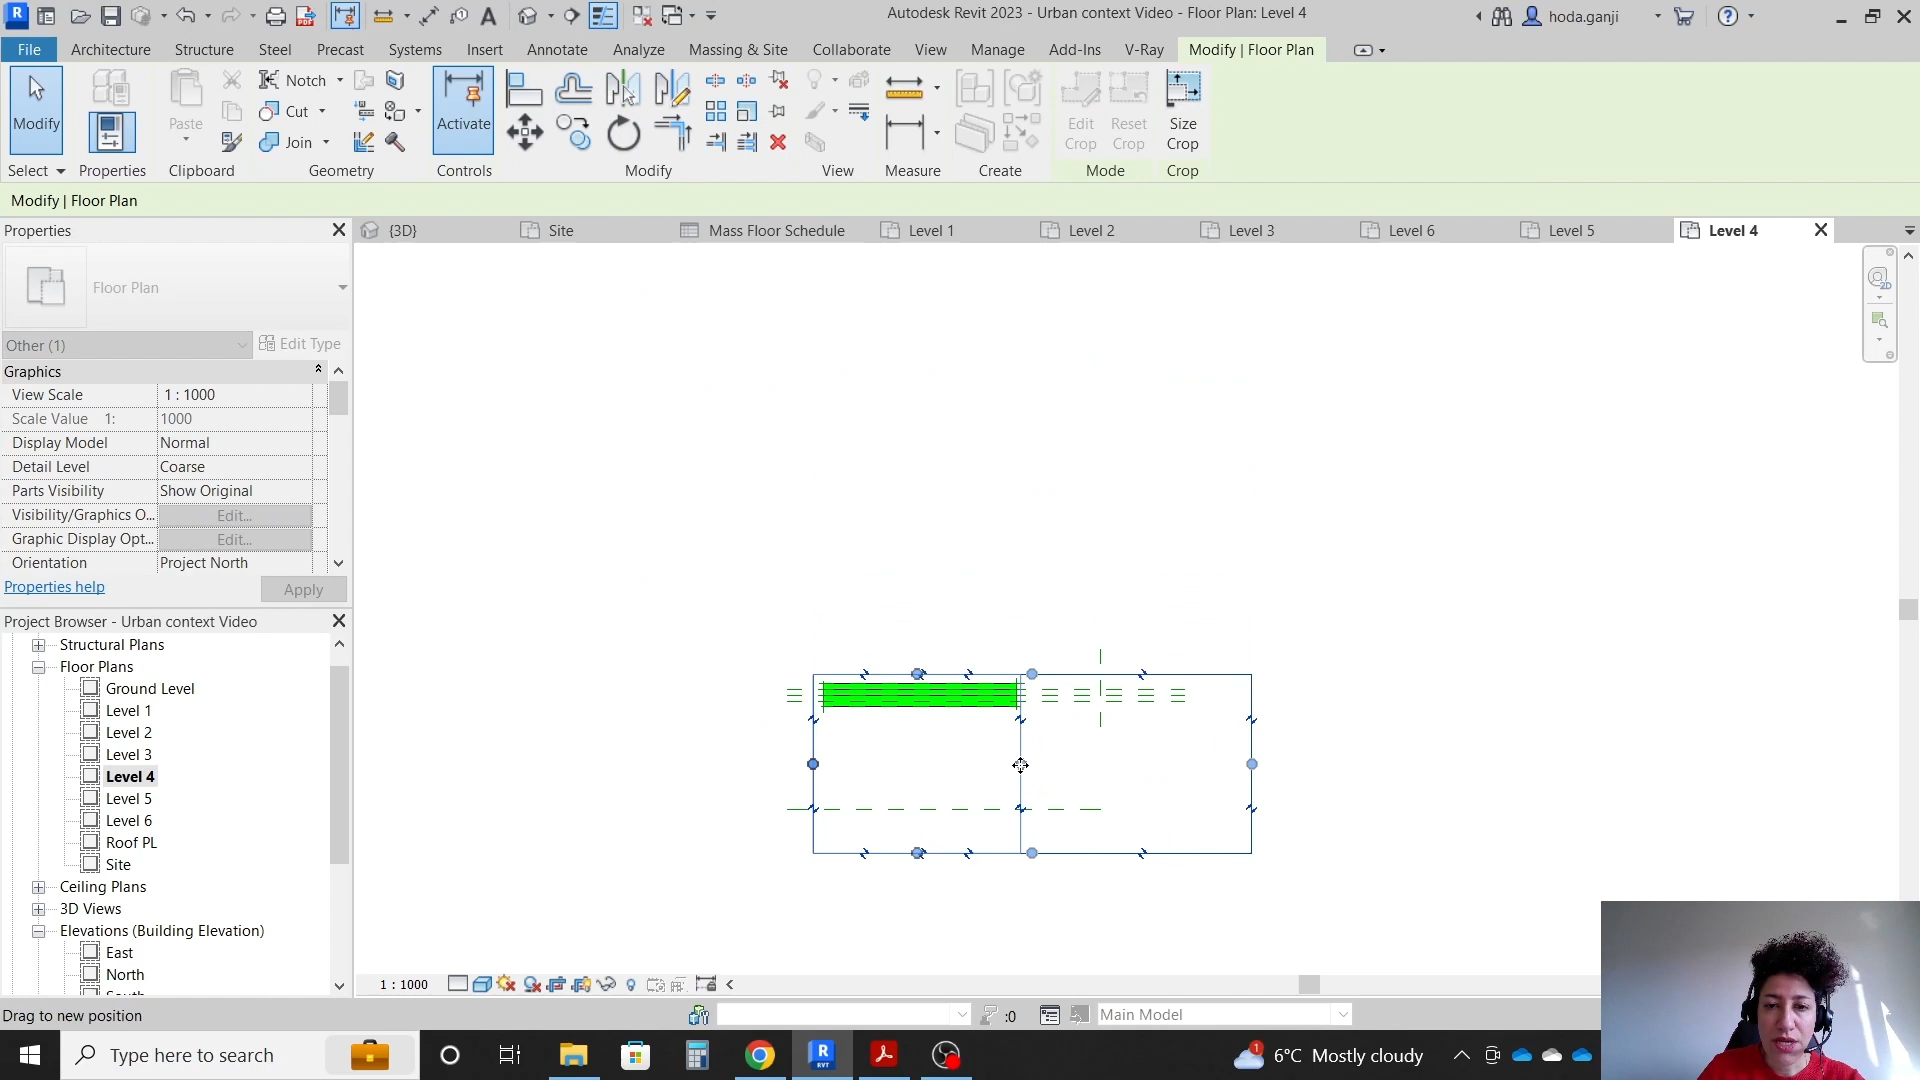 Autodesk Revit 2023 - Urban context Video - Floor Plan: Level 4
hoda.ganji
File
Architecture
Structure
Steel
Precast
Systems
Insert
Annotate
Analyze
Massing & Site
Collaborate
View
Manage
Add-Ins
V-Ray
Modify | Floor Plan
Modify
Paste
Notch
Cut
Join
Activate
Edit Crop
Reset Crop
Size Crop
Select
Properties
Clipboard
Geometry
Controls
Modify
View
Measure
Create
Mode
Crop
Modify | Floor Plan
Properties
{3D}
Site
Mass Floor Schedule
Level 1
Level 2
Level 3
Level 6
Level 5
Level 4
Floor Plan
Other (1)
Edit Type
Graphics
View Scale 1 : 1000
Scale Value 1: 1000
Display Model Normal
Detail Level Coarse
Parts Visibility Show Original
Visibility/Graphics O... Edit...
Graphic Display Opt... Edit...
Orientation Project North
Properties help
Apply
Project Browser - Urban context Video
Structural Plans
Floor Plans
Ground Level
Level 1
Level 2
Level 3
Level 4
Level 5
Level 6
Roof PL
Site
Ceiling Plans
3D Views
Elevations (Building Elevation)
East
North
2D
1 : 1000
Drag to new position
:0
Main Model
Type here to search
R
RVT
1
6°C Mostly cloudy